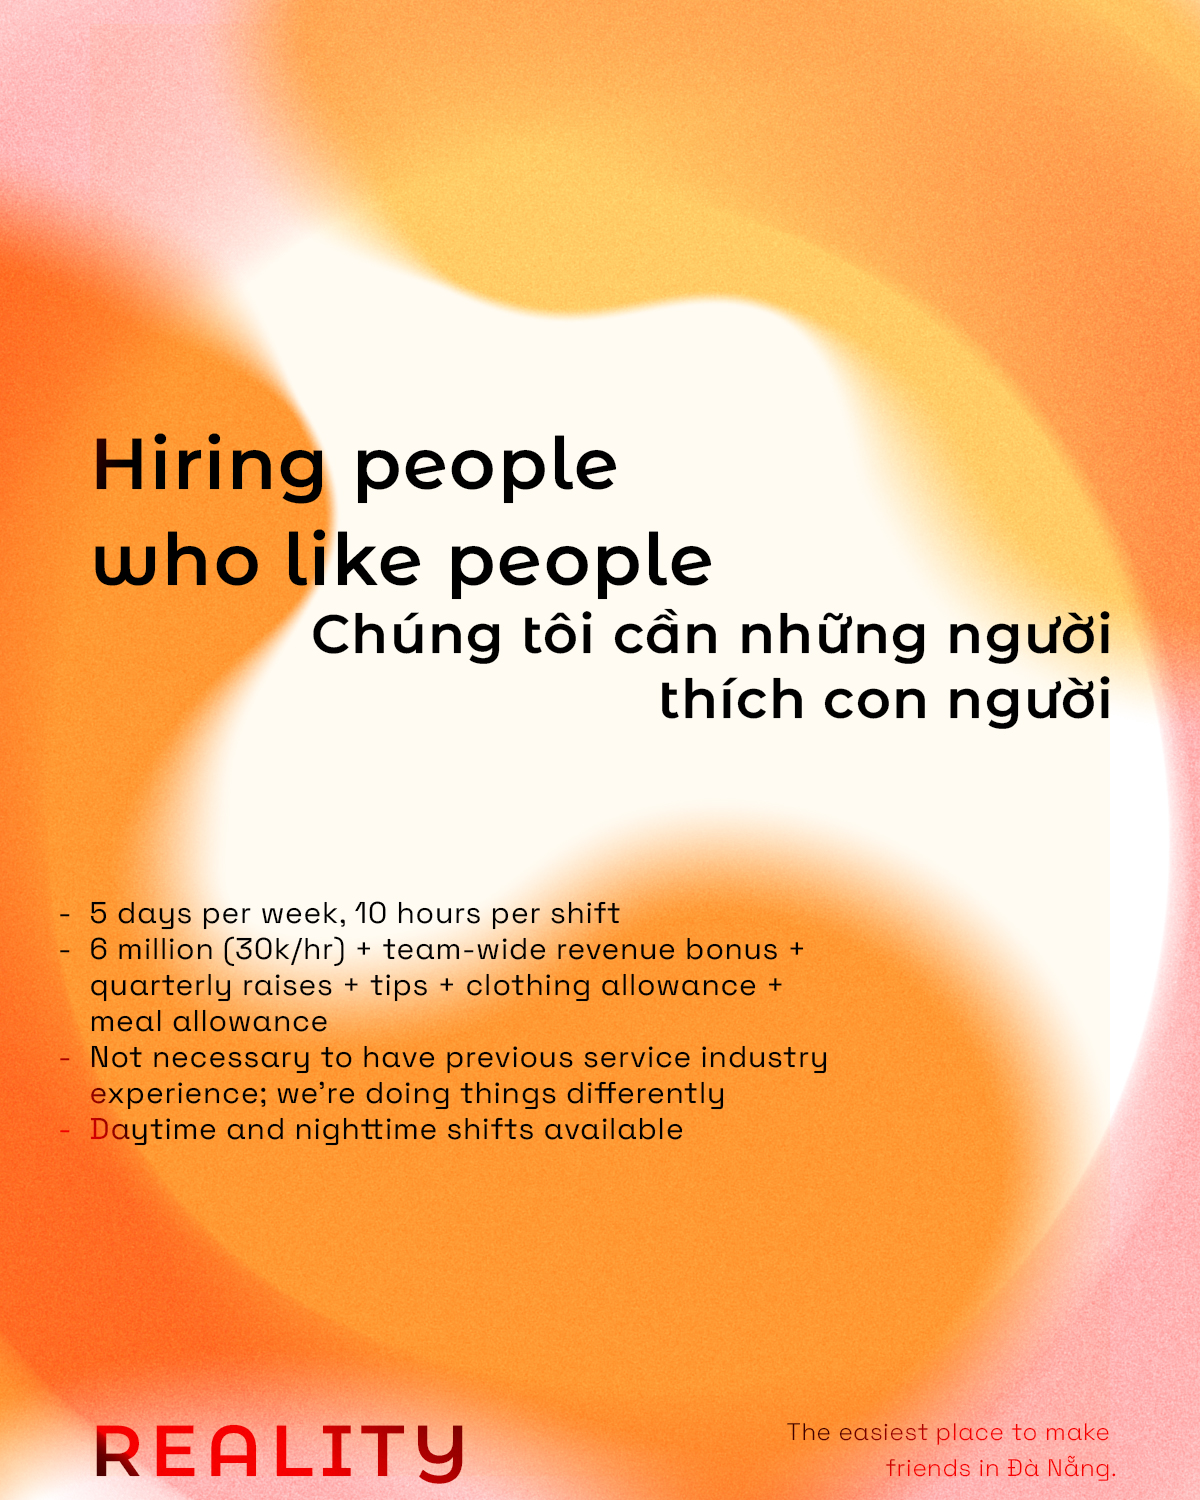 Hiring people
who like people
Chúng tôi cần những người
thích con người
- 5 days per week, 10 hours per shift
- 6 million (30k/hr) + team-wide revenue bonus +
quarterly raises + tips + clothing allowance +
meal allowance
- Not necessary to have previous service industry
experience; we're doing things differently
- Daytime and nighttime shifts available
REALITY
The easiest place to make
friends in Đà Nẵng.